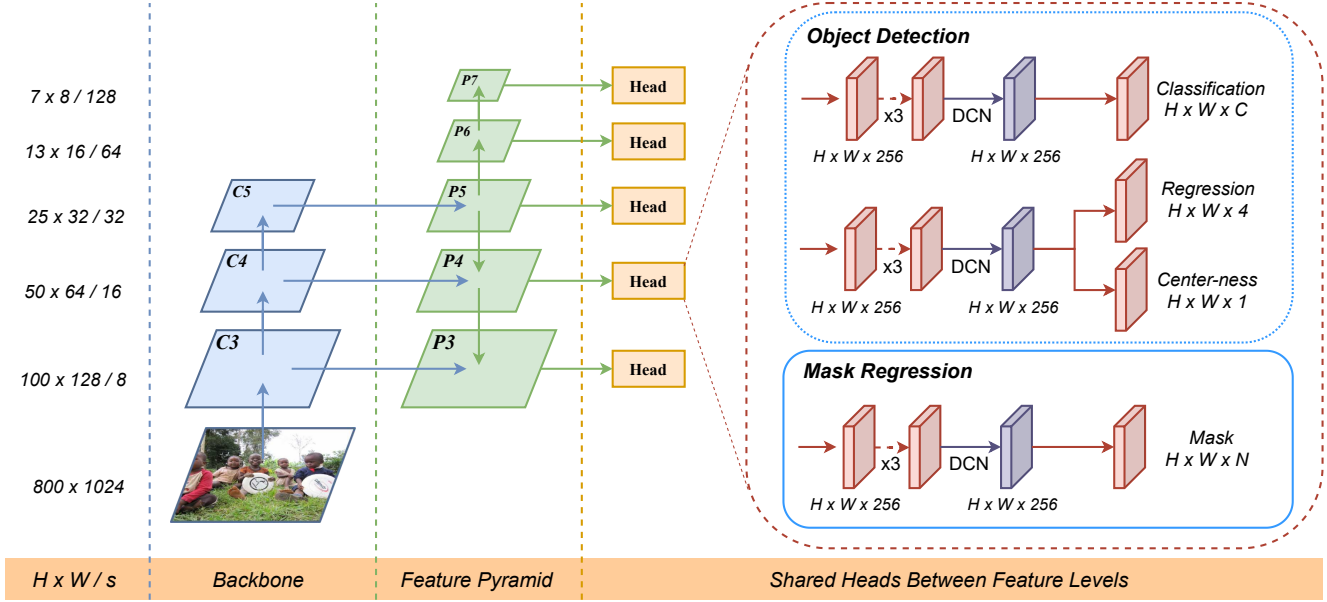 7 x 8 / 128
13 x 16 / 64
25 x 32 / 32
50 x 64 / 16
100 x 128 / 8
800 x 1024
C5
C4
C3
P7
P6
P5
P4
P3
Head
Head
Head
Head
Head
Object Detection
x3
DCN
H x W x 256
H x W x 256
Classification
H x W x C
x3
DCN
H x W x 256
H x W x 256
Regression
H x W x 4
Center-ness
H x W x 1
Mask Regression
x3
DCN
H x W x 256
H x W x 256
Mask
H x W x N
H x W / s
Backbone
Feature Pyramid
Shared Heads Between Feature Levels